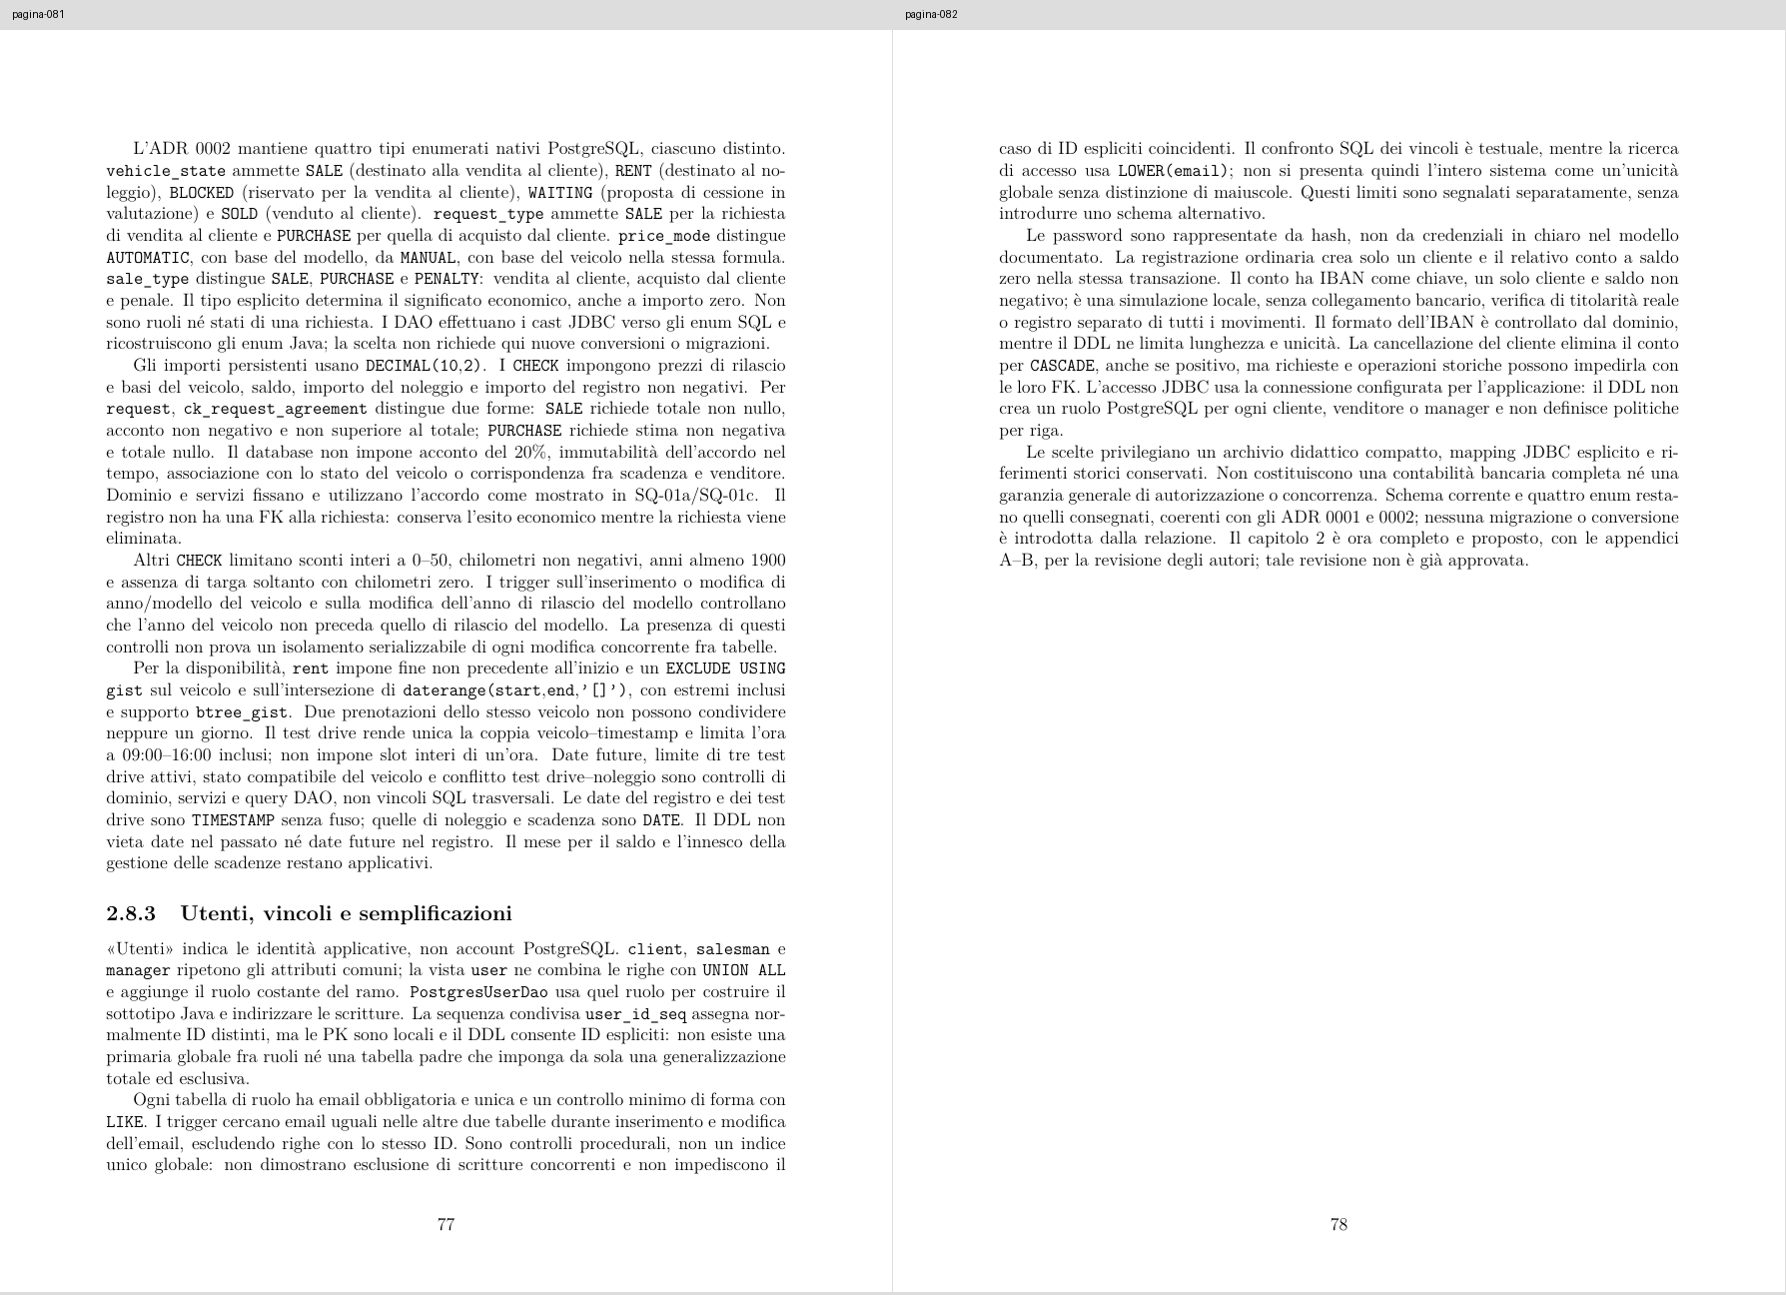 pagina-081
L'ADR 0002 mantiene quattro tipi enumerati nativi PostgreSQL, ciascuno distinto.
vehicle_state ammette SALE (destinato alla vendita al cliente), RENT (destinato al no-
leggio), BLOCKED (riservato per la vendita al cliente), WAITING (proposta di cessione in
valutazione) e SOLD (venduto al cliente). request_type ammette SALE per la richiesta
di vendita al cliente e PURCHASE per quella di acquisto dal cliente. price_mode distingue
AUTOMATIC, con base del modello, da MANUAL, con base del veicolo nella stessa formula.
sale_type distingue SALE, PURCHASE e PENALTY: vendita al cliente, acquisto dal cliente
e penale. Il tipo esplicito determina il significato economico, anche a importo zero. Non
sono ruoli né stati di una richiesta. I DAO effettuano i cast JDBC verso gli enum SQL e
ricostruiscono gli enum Java; la scelta non richiede qui nuove conversioni o migrazioni.
Gli importi persistenti usano DECIMAL(10,2). I CHECK impongono prezzi di rilascio
e basi del veicolo, saldo, importo del noleggio e importo del registro non negativi. Per
request, ck_request_agreement distingue due forme: SALE richiede totale non nullo,
acconto non negativo e non superiore al totale; PURCHASE richiede stima non negativa
e totale nullo. Il database non impone acconto del 20%, immutabilità dell'accordo nel
tempo, associazione con lo stato del veicolo o corrispondenza fra scadenza e venditore.
Dominio e servizi fissano e utilizzano l'accordo come mostrato in SQ-01a/SQ-01c. Il
registro non ha una FK alla richiesta: conserva l'esito economico mentre la richiesta viene
eliminata.
Altri CHECK limitano sconti interi a 0–50, chilometri non negativi, anni almeno 1900
e assenza di targa soltanto con chilometri zero. I trigger sull'inserimento o modifica di
anno/modello del veicolo e sulla modifica dell'anno di rilascio del modello controllano
che l'anno del veicolo non preceda quello di rilascio del modello. La presenza di questi
controlli non prova un isolamento serializzabile di ogni modifica concorrente fra tabelle.
Per la disponibilità, rent impone fine non precedente all'inizio e un EXCLUDE USING
gist sul veicolo e sull'intersezione di daterange(start,end,'[]'), con estremi inclusi
e supporto btree_gist. Due prenotazioni dello stesso veicolo non possono condividere
neppure un giorno. Il test drive rende unica la coppia veicolo–timestamp e limita l'ora
a 09:00–16:00 inclusi; non impone slot interi di un'ora. Date future, limite di tre test
drive attivi, stato compatibile del veicolo e conflitto test drive–noleggio sono controlli di
dominio, servizi e query DAO, non vincoli SQL trasversali. Le date del registro e dei test
drive sono TIMESTAMP senza fuso; quelle di noleggio e scadenza sono DATE. Il DDL non
vieta date nel passato né date future nel registro. Il mese per il saldo e l'innesco della
gestione delle scadenze restano applicativi.
2.8.3 Utenti, vincoli e semplificazioni
«Utenti» indica le identità applicative, non account PostgreSQL. client, salesman e
manager ripetono gli attributi comuni; la vista user ne combina le righe con UNION ALL
e aggiunge il ruolo costante del ramo. PostgresUserDao usa quel ruolo per costruire il
sottotipo Java e indirizzare le scritture. La sequenza condivisa user_id_seq assegna nor-
malmente ID distinti, ma le PK sono locali e il DDL consente ID espliciti: non esiste una
primaria globale fra ruoli né una tabella padre che imponga da sola una generalizzazione
totale ed esclusiva.
Ogni tabella di ruolo ha email obbligatoria e unica e un controllo minimo di forma con
LIKE. I trigger cercano email uguali nelle altre due tabelle durante inserimento e modifica
dell'email, escludendo righe con lo stesso ID. Sono controlli procedurali, non un indice
unico globale: non dimostrano esclusione di scritture concorrenti e non impediscono il
77
pagina-082
caso di ID espliciti coincidenti. Il confronto SQL dei vincoli è testuale, mentre la ricerca
di accesso usa LOWER(email); non si presenta quindi l'intero sistema come un'unicità
globale senza distinzione di maiuscole. Questi limiti sono segnalati separatamente, senza
introdurre uno schema alternativo.
Le password sono rappresentate da hash, non da credenziali in chiaro nel modello
documentato. La registrazione ordinaria crea solo un cliente e il relativo conto a saldo
zero nella stessa transazione. Il conto ha IBAN come chiave, un solo cliente e saldo non
negativo; è una simulazione locale, senza collegamento bancario, verifica di titolarità reale
o registro separato di tutti i movimenti. Il formato dell'IBAN è controllato dal dominio,
mentre il DDL ne limita lunghezza e unicità. La cancellazione del cliente elimina il conto
per CASCADE, anche se positivo, ma richieste e operazioni storiche possono impedirla con
le loro FK. L'accesso JDBC usa la connessione configurata per l'applicazione: il DDL non
crea un ruolo PostgreSQL per ogni cliente, venditore o manager e non definisce politiche
per riga.
Le scelte privilegiano un archivio didattico compatto, mapping JDBC esplicito e ri-
ferimenti storici conservati. Non costituiscono una contabilità bancaria completa né una
garanzia generale di autorizzazione o concorrenza. Schema corrente e quattro enum resta-
no quelli consegnati, coerenti con gli ADR 0001 e 0002; nessuna migrazione o conversione
è introdotta dalla relazione. Il capitolo 2 è ora completo e proposto, con le appendici
A–B, per la revisione degli autori; tale revisione non è già approvata.
78